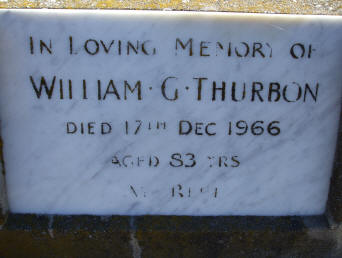 IN LOVING MEMORY OF
WILLIAM · G · THURBON
DIED 17TH DEC 1966
AGED 83 YRS